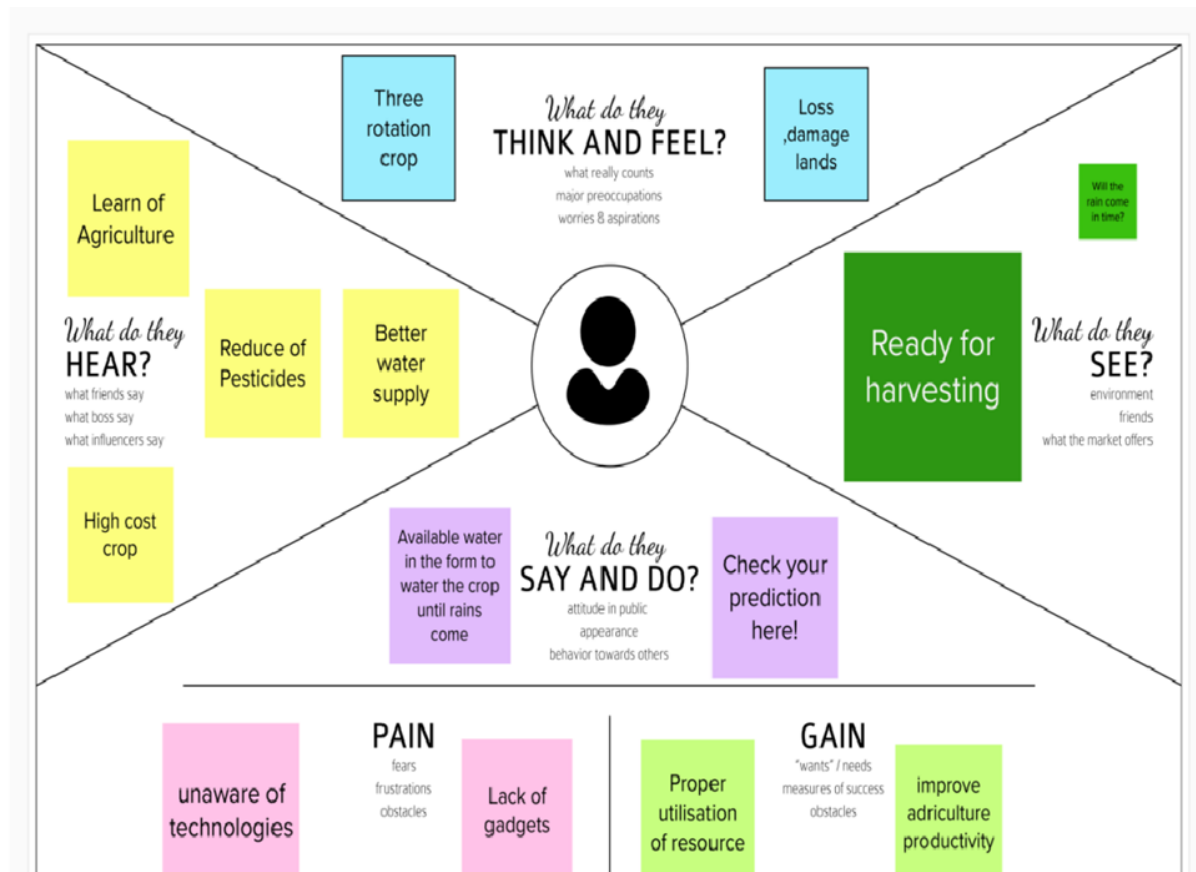 Three
rotation
crop
What do they
THINK AND FEEL?
what really counts
major preoccupations
worries & aspirations
Loss
,damage
lands
Learn of
Agriculture
What do they
HEAR?
what friends say
what boss say
what influencers say
Reduce of
Pesticides
Better
water
supply
High cost
crop
Will the
rain come
in time?
Ready for
harvesting
What do they
SEE?
environment
friends
what the market offers
Available water
in the form to
water the crop
until rains
come
What do they
SAY AND DO?
attitude in public
appearance
behavior towards others
Check your
prediction
here!
unaware of
technologies
PAIN
fears
frustrations
obstacles
Lack of
gadgets
Proper
utilisation
of resource
GAIN
"wants" / needs
measures of success
obstacles
improve
adriculture
productivity